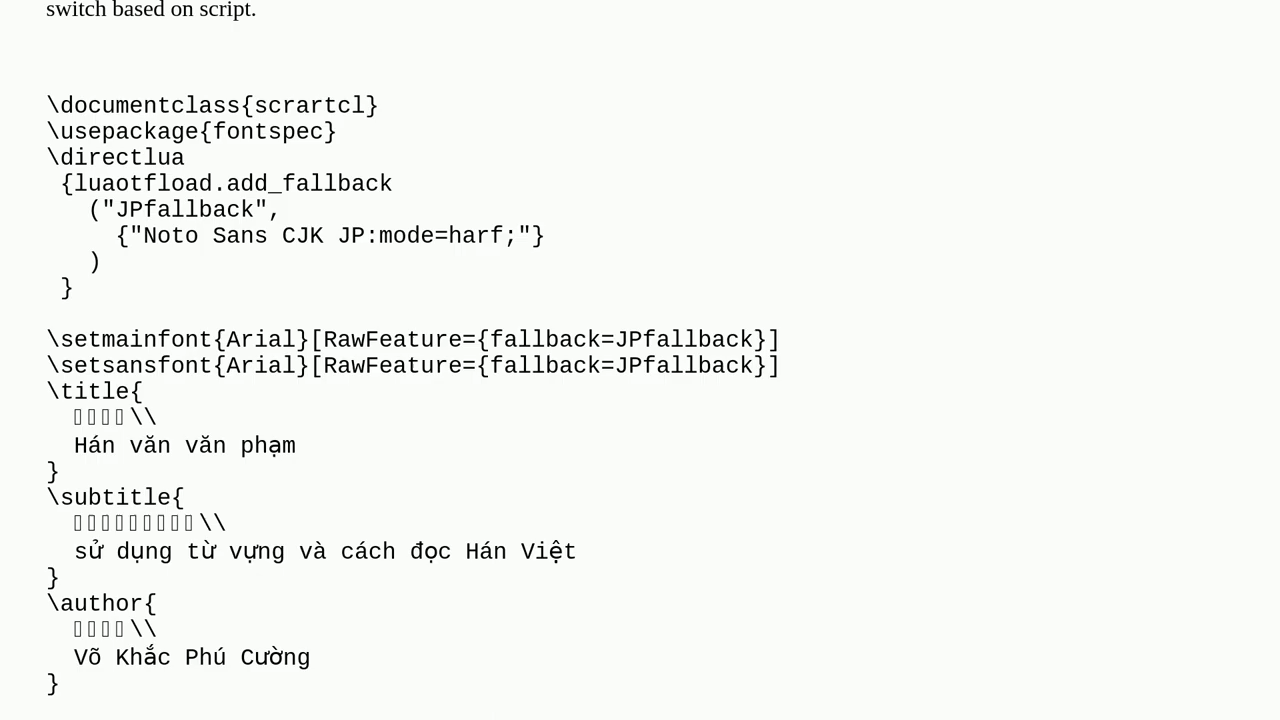 switch based on script.
\documentclass{scrartcl}
\usepackage{fontspec}
\directlua
{luaotfload.add_fallback
("JPfallback",
{"Noto Sans CJK JP:mode=harf;"}
)
}
\setmainfont{Arial}[RawFeature={fallback=JPfallback}]
\setsansfont{Arial}[RawFeature={fallback=JPfallback}]
\title{
\\
Hán văn văn phạm
}
\subtitle{
\\
sử dụng từ vựng và cách đọc Hán Việt
}
\author{
\\
Võ Khắc Phú Cường
}